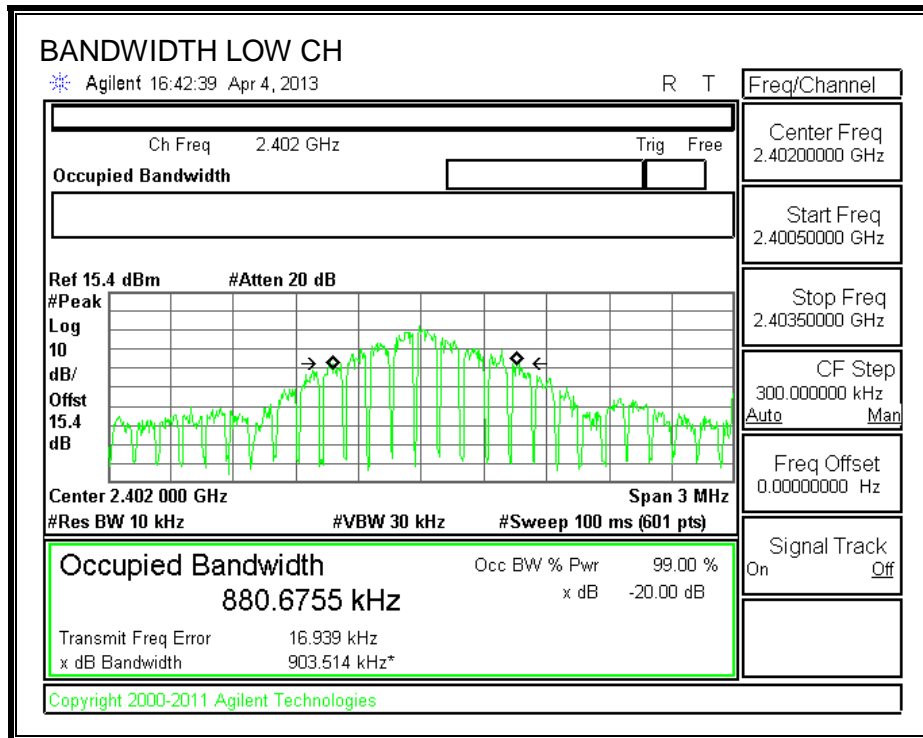 BANDWIDTH LOW CH
Agilent 16:42:39 Apr 4, 2013 R T
Ch Freq 2.402 GHz Trig Free
Occupied Bandwidth
Ref 15.4 dBm #Atten 20 dB
#Peak
Log
10
dB/
Offst
15.4
dB
Center 2.402 000 GHz Span 3 MHz
#Res BW 10 kHz #VBW 30 kHz #Sweep 100 ms (601 pts)
Occupied Bandwidth Occ BW % Pwr 99.00 %
880.6755 kHz x dB -20.00 dB
Transmit Freq Error 16.939 kHz
x dB Bandwidth 903.514 kHz*
Copyright 2000-2011 Agilent Technologies
Freq/Channel
Center Freq
2.40200000 GHz
Start Freq
2.40050000 GHz
Stop Freq
2.40350000 GHz
CF Step
300.000000 kHz
Auto Man
Freq Offset
0.00000000 Hz
Signal Track
On Off